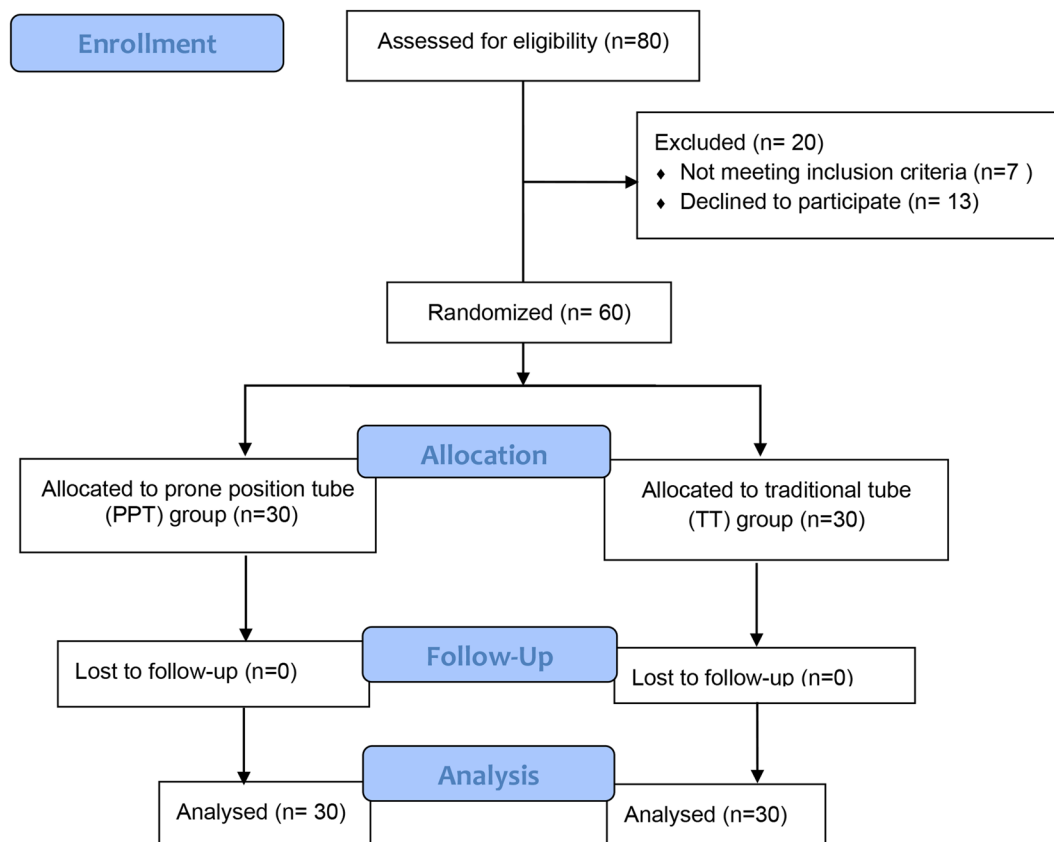 Enrollment
Assessed for eligibility (n=80)
Excluded (n= 20)
♦ Not meeting inclusion criteria (n=7 )
♦ Declined to participate (n= 13)
Randomized (n= 60)
Allocation
Allocated to prone position tube
(PPT) group (n=30)
Allocated to traditional tube
(TT) group (n=30)
Follow-Up
Lost to follow-up (n=0)
Lost to follow-up (n=0)
Analysis
Analysed (n= 30)
Analysed (n=30)